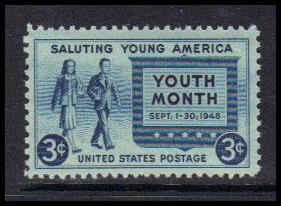 SALUTING YOUNG AMERICA
YOUTH
MONTH
SEPT. 1-30, 1948
3¢ UNITED STATES POSTAGE 3¢